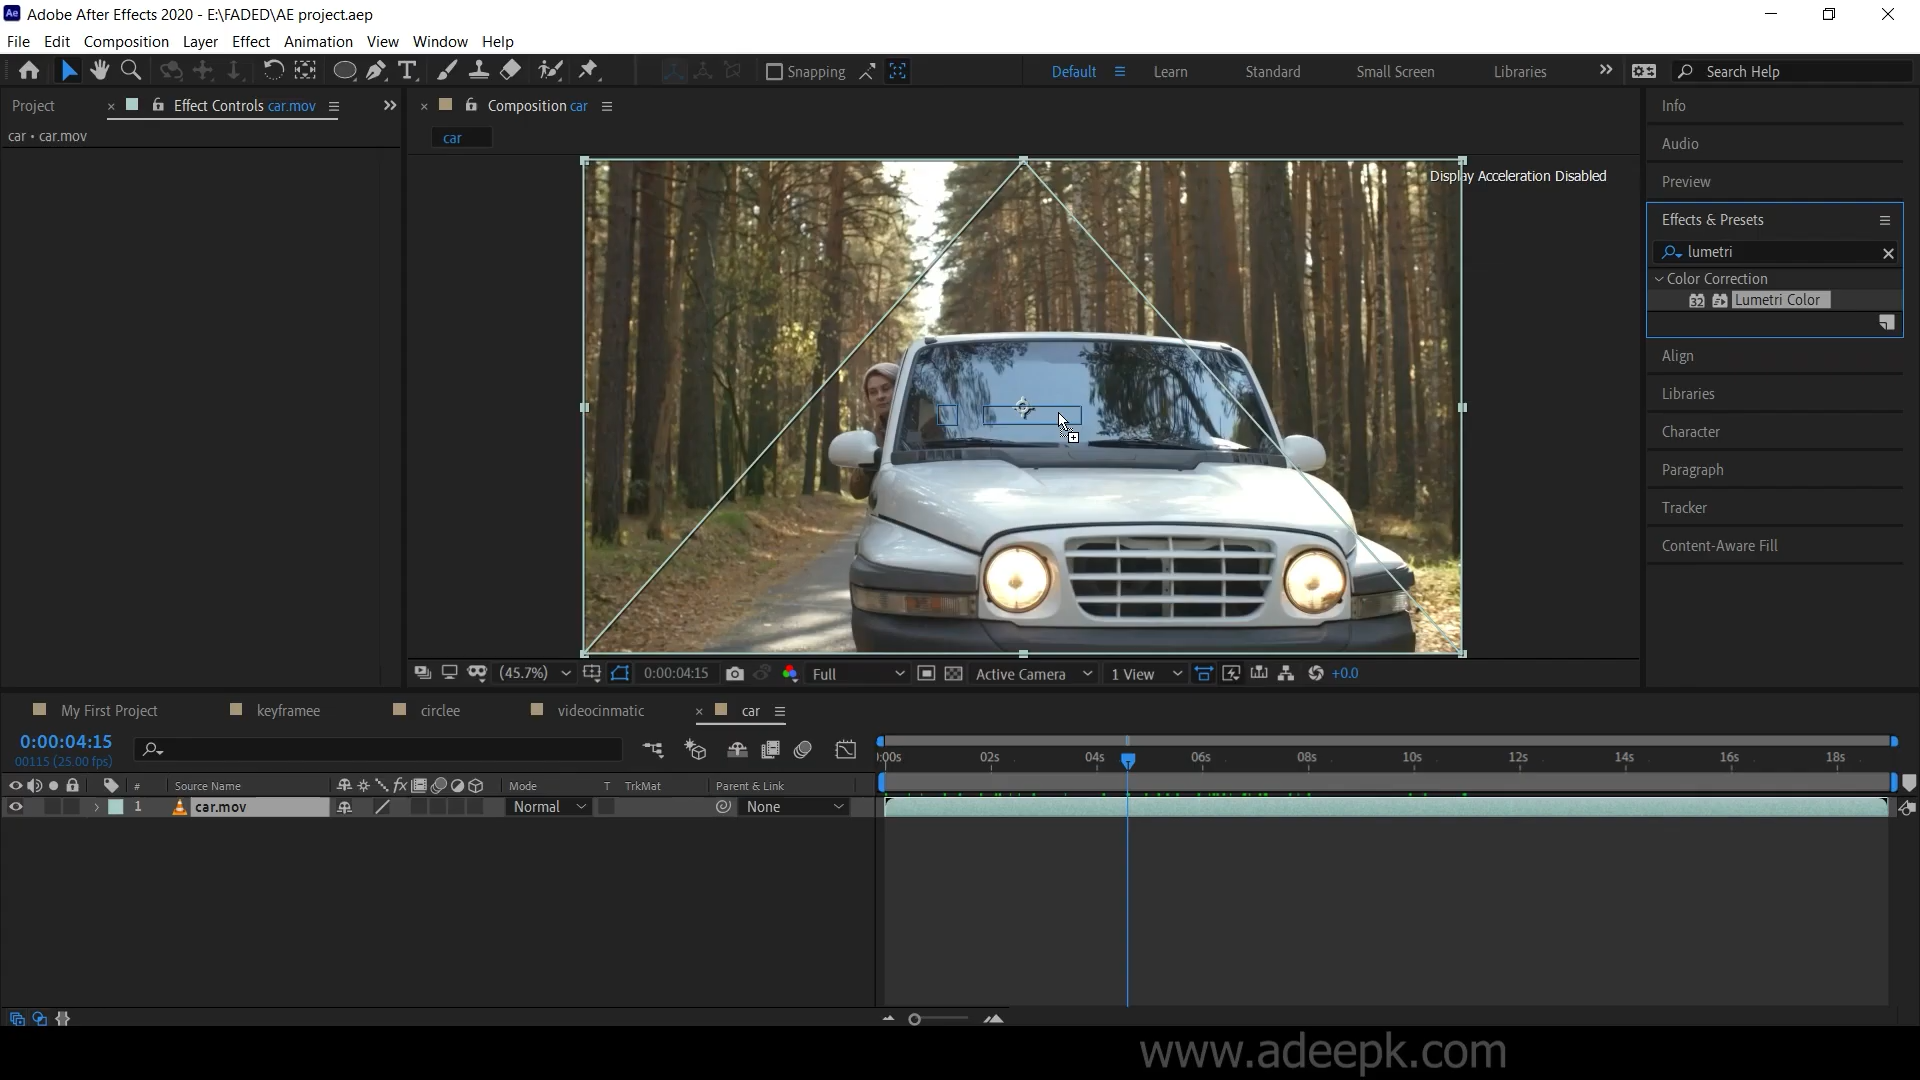 Adobe After Effects 2020 - E:\FADED\AE project.aep
File Edit Composition Layer Effect Animation View Window Help
Snapping Default Learn Standard Small Screen Libraries Search Help
Project Effect Controls car.mov
Composition car
car • car.mov
car
Display Acceleration Disabled
Info
Audio
Preview
Effects & Presets
lumetri
Color Correction
32 Lumetri Color
Align
Libraries
Character
Paragraph
Tracker
Content-Aware Fill
(45.7%) 0:00:04:15 Full Active Camera 1 View +0.0
My First Project keyframee circlee videocinmatic car
0:00:04:15
00115 (25.00 fps)
:00s 02s 04s 06s 08s 10s 12s 14s 16s 18s
# Source Name fx Mode T TrkMat Parent & Link
1 car.mov Normal None
www.adeepk.com